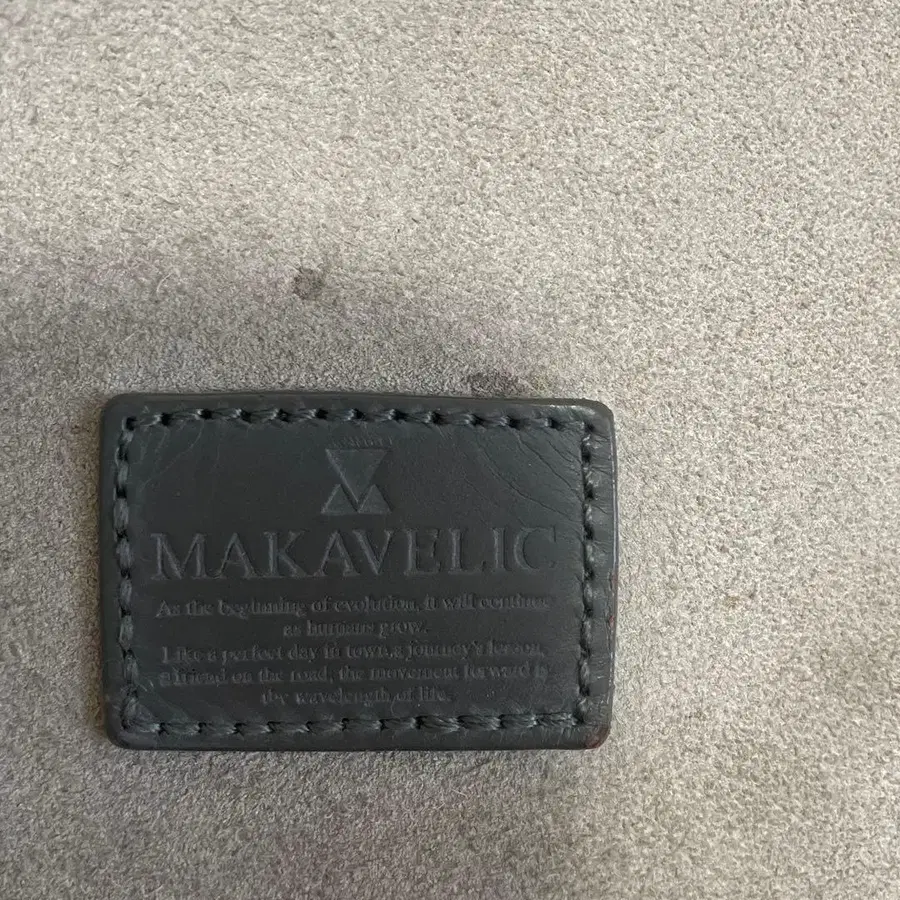 MAKAVELIC
As the beginning of evolution, it will continue
as humans grow.
Like a perfect day in town, a journey's lesson,
a friend on the road, the movement forward is
the wavelength of life.